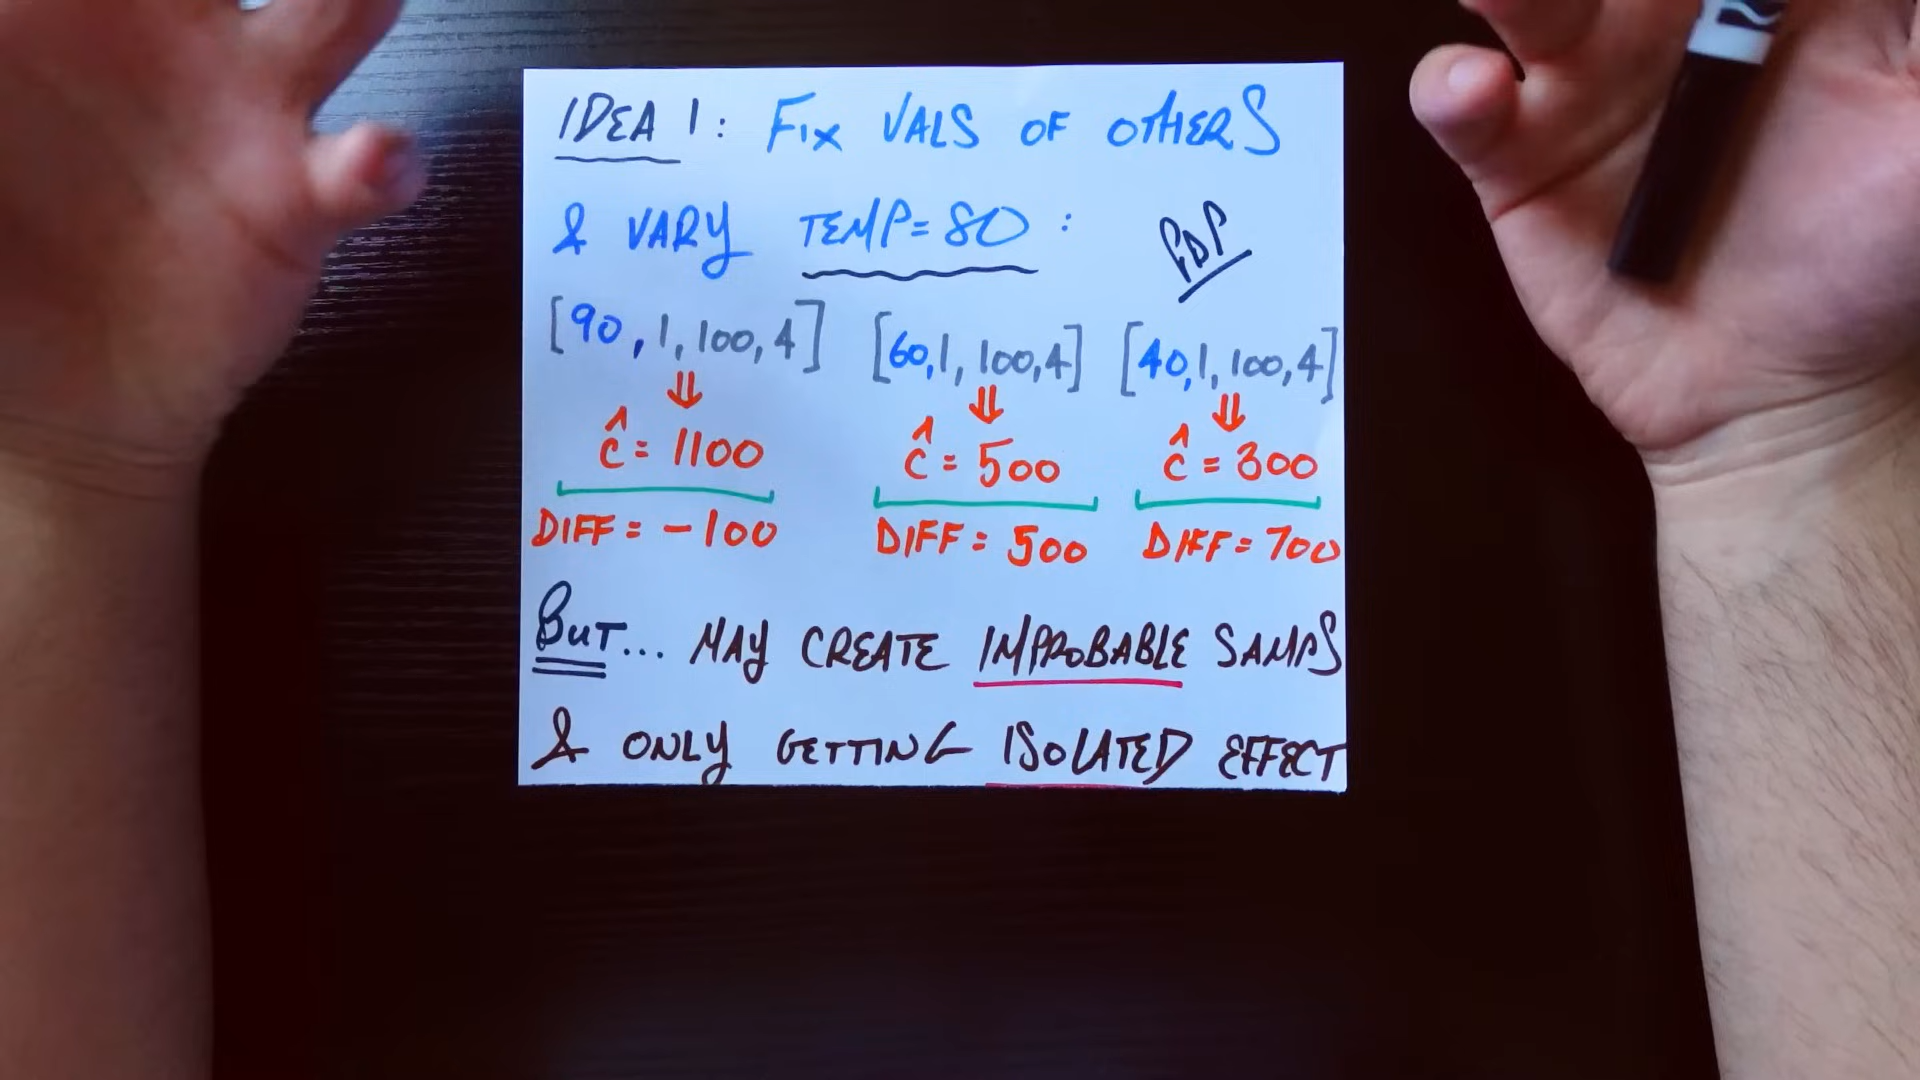 IDEA 1: FIX VALS OF OTHERS
& VARY TEMP=80: PDP
[90, 1, 100, 4] [60, 1, 100, 4] [40, 1, 100, 4]
⇓ ⇓ ⇓
ĉ = 1100 ĉ = 500 ĉ = 300
DIFF = -100 DIFF = 500 DIFF = 700
BUT... MAY CREATE IMPROBABLE SAMPS
& ONLY GETTING ISOLATED EFFECT